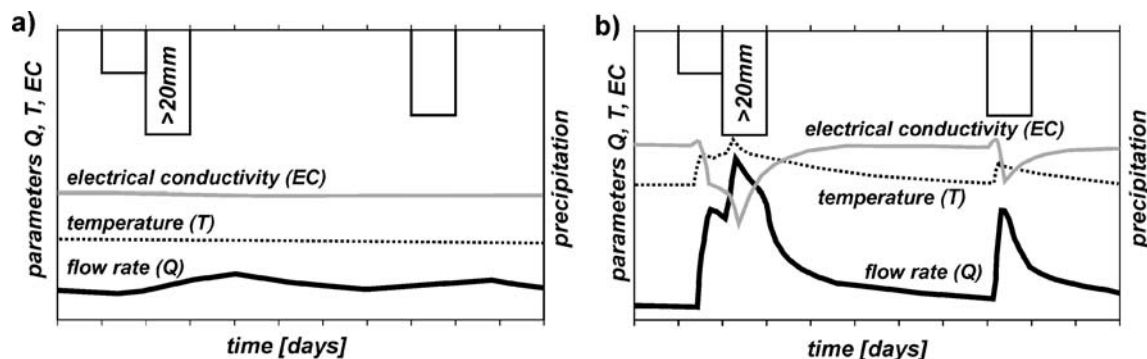 a)
parameters Q, T, EC
>20mm
electrical conductivity (EC)
temperature (T)
flow rate (Q)
precipitation
time [days]
b)
parameters Q, T, EC
>20mm
electrical conductivity (EC)
temperature (T)
flow rate (Q)
precipitation
time [days]